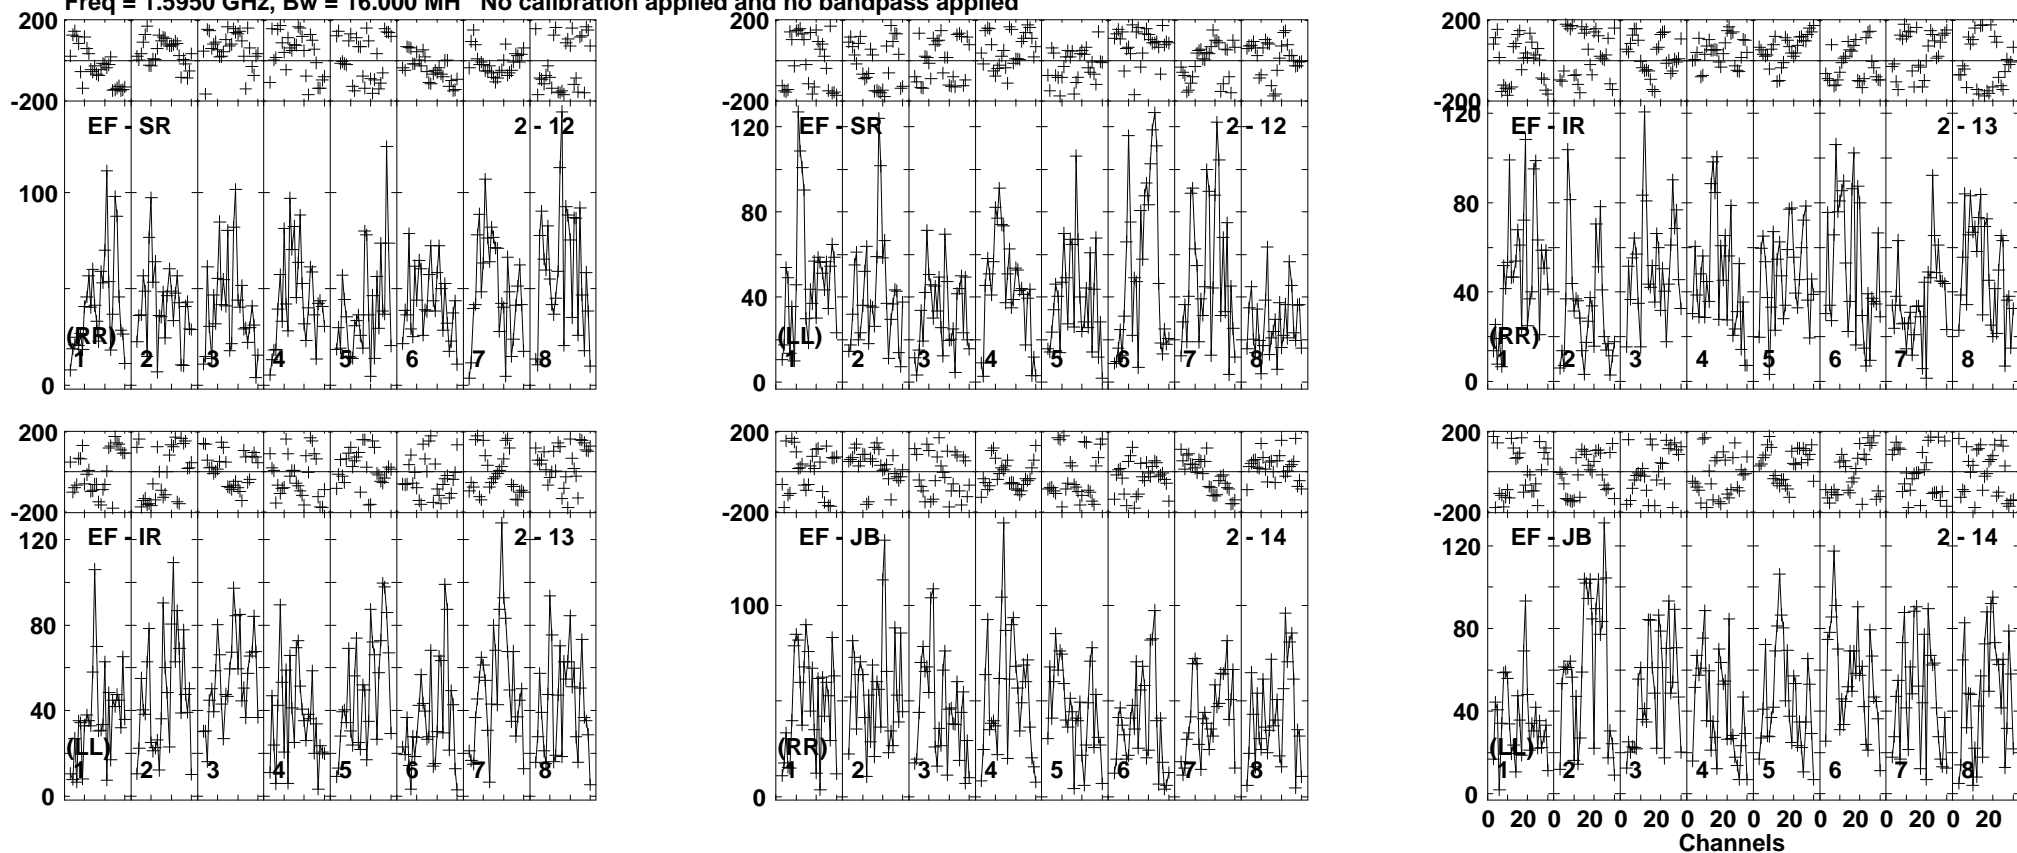 Freq = 1.5950 GHz, Bw = 16.000 MH   No calibration applied and no bandpass applied
200 200 200
-200 -200 -200
EF - SR 2 - 12 EF - SR 2 - 12 EF - IR 2 - 13
120 120
100 80 80
40 40
(RR) (LL) (RR)
1 2 3 4 5 6 7 8 1 2 3 4 5 6 7 8 1 2 3 4 5 6 7 8
0 0 0
200 200 200
-200 -200 -200
EF - IR 2 - 13 EF - JB 2 - 14 EF - JB 2 - 14
120 120
80 100 80
40 40
(LL) (RR) (LL)
1 2 3 4 5 6 7 8 1 2 3 4 5 6 7 8 1 2 3 4 5 6 7 8
0 0 0
0 20 0 20 0 20 0 20 0 20 0 20 0 20 0 20
Channels